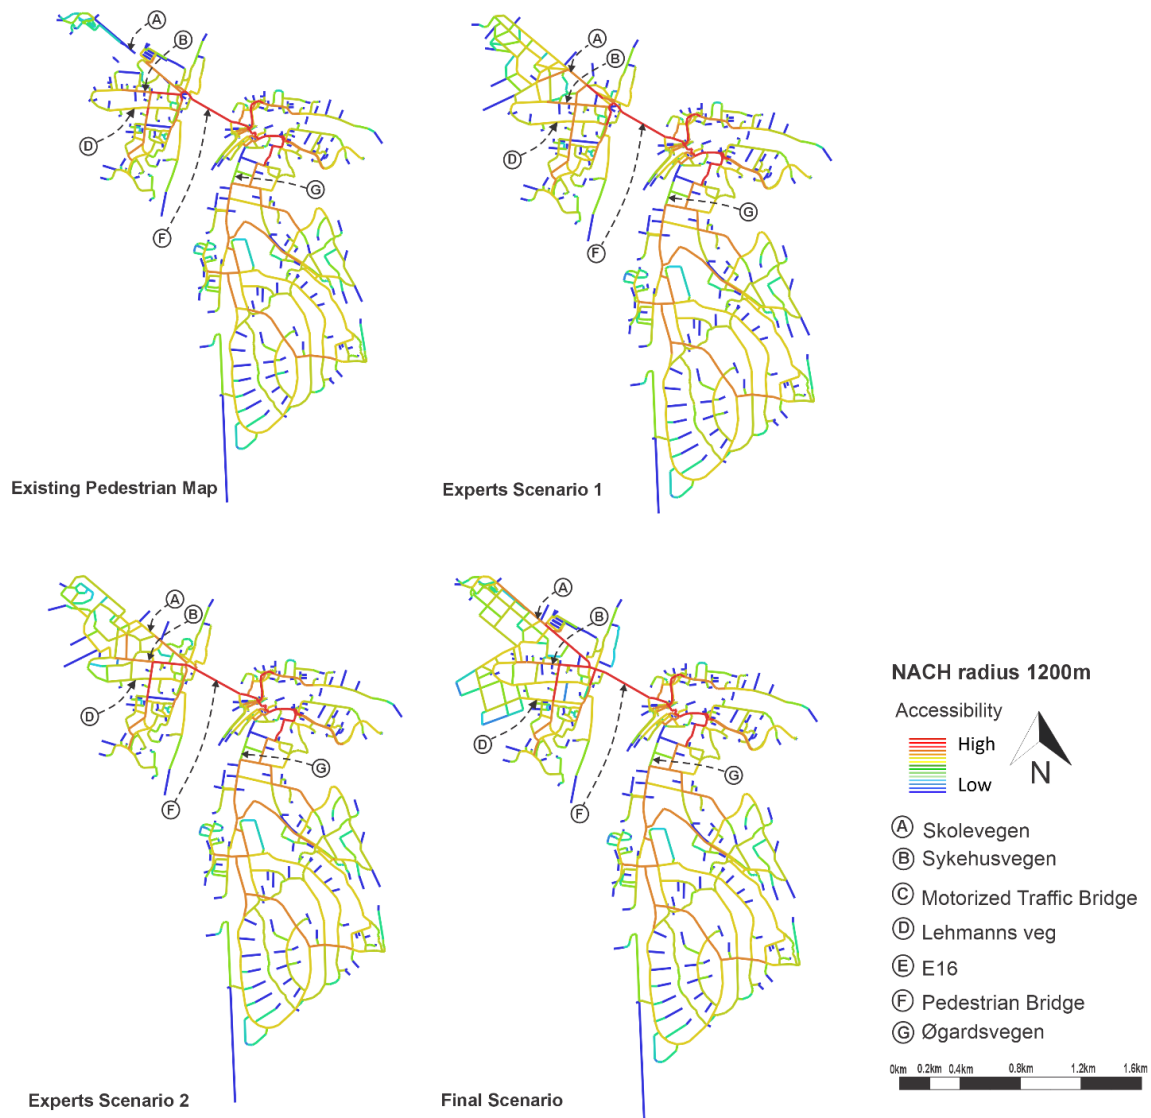 A
B
D
G
F
Existing Pedestrian Map
A
B
D
G
F
Experts Scenario 1
A
B
D
G
F
Experts Scenario 2
A
B
D
G
F
Final Scenario
NACH radius 1200m
Accessibility
High
Low
N
A Skolevegen
B Sykehusvegen
C Motorized Traffic Bridge
D Lehmanns veg
E E16
F Pedestrian Bridge
G Øgardsvegen
0km 0.2km 0.4km 0.8km 1.2km 1.6km